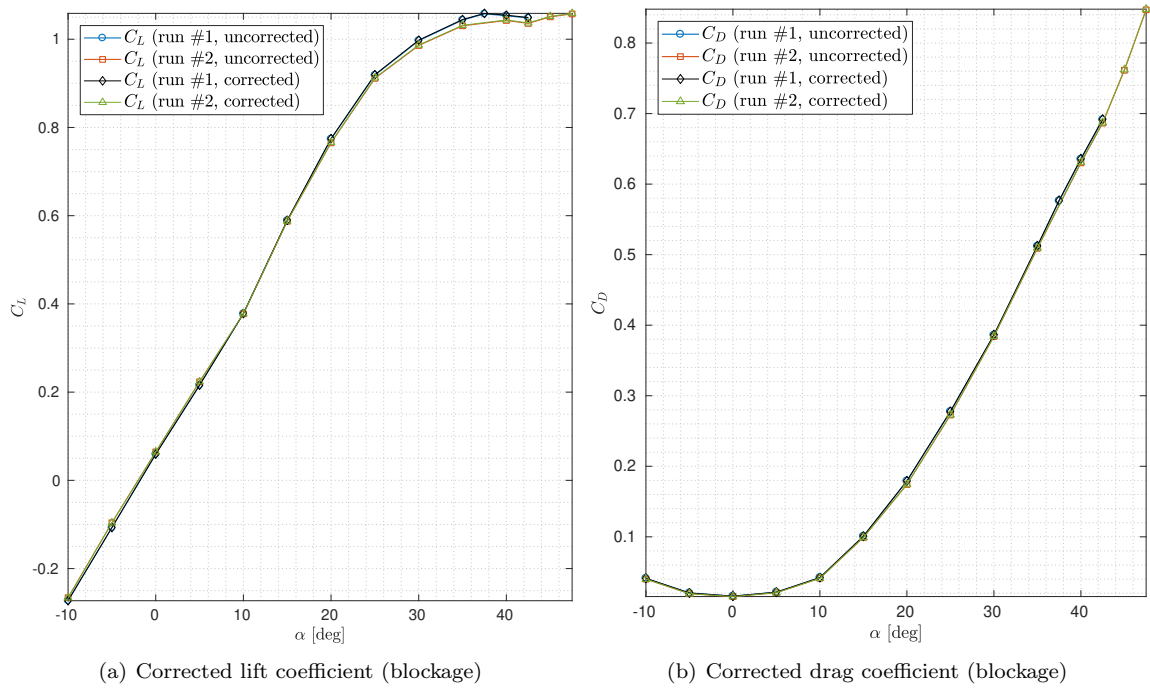 C_L (run #1, uncorrected)
C_L (run #2, uncorrected)
C_L (run #1, corrected)
C_L (run #2, corrected)
1
0.8
0.6
0.4
0.2
0
-0.2
C_L
-10
0
10
20
30
40
α [deg]
(a) Corrected lift coefficient (blockage)
C_D (run #1, uncorrected)
C_D (run #2, uncorrected)
C_D (run #1, corrected)
C_D (run #2, corrected)
0.8
0.7
0.6
0.5
0.4
0.3
0.2
0.1
C_D
-10
0
10
20
30
40
α [deg]
(b) Corrected drag coefficient (blockage)